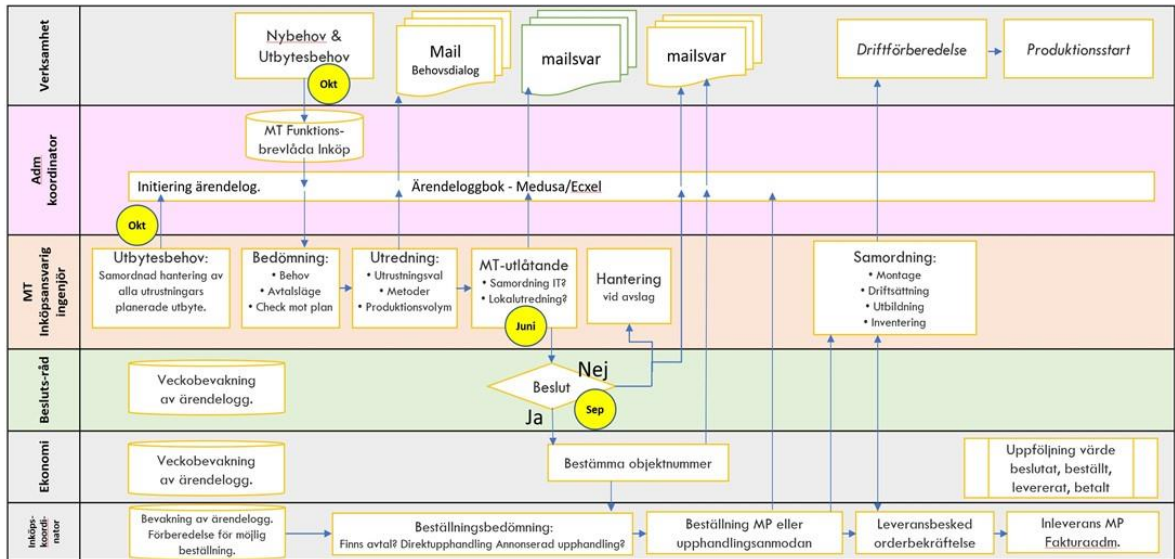 Verksamhet
Nybehov &
Utbytesbehov
Okt
Mail
Behovsdialog
mailsvar
mailsvar
Driftförberedelse
Produktionsstart
Adm
koordinator
MT Funktions-
brevlåda Inköp
Initiering ärendelog.
Ärendeloggbok - Medusa/Ecxel
Okt
MT
Inköpsansvarig
ingenjör
Utbytesbehov:
Samordnad hantering av
alla utrustningars
planerade utbyte.
Bedömning:
• Behov
• Avtalsläge
• Check mot plan
Utredning:
• Utrustningsval
• Metoder
• Produktionsvolym
MT-utlåtande
• Samordning IT?
• Lokalutredning?
Juni
Hantering
vid avslag
Samordning:
• Montage
• Driftsättning
• Utbildning
• Inventering
Besluts-råd
Veckobevakning
av ärendelogg.
Beslut
Nej
Ja
Sep
Ekonomi
Veckobevakning
av ärendelogg.
Bestämma objektnummer
Uppföljning värde
beslutat, beställt,
levererat, betalt
Inköps-
koordi-
nator
Bevakning av ärendelogg.
Förberedelse för möjlig
beställning.
Beställningsbedömning:
Finns avtal? Direktupphandling Annonserad upphandling?
Beställning MP eller
upphandlingsanmodan
Leveransbesked
orderbekräftelse
Inleverans MP
Fakturaadm.